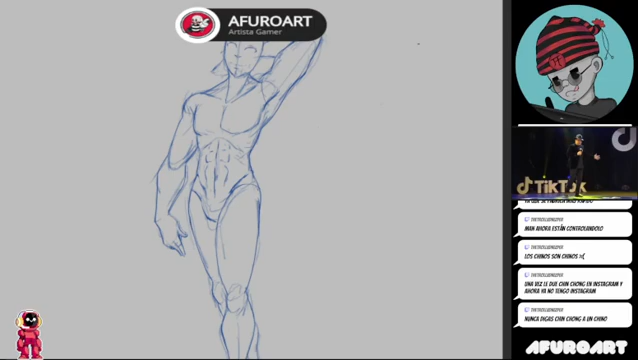 AFUROART
Artista Gamer
TikTok
MAN AHORA ESTÁN CONTROLANDOLO
LOS CHINOS SON CHINOS >:(
UNA VEZ LE DIJE CHIN CHONG EN INSTAGRAM Y
AHORA YA NO TENGO INSTAGRAM
NUNCA DIGAS CHIN CHONG A UN CHINO
AFUROART